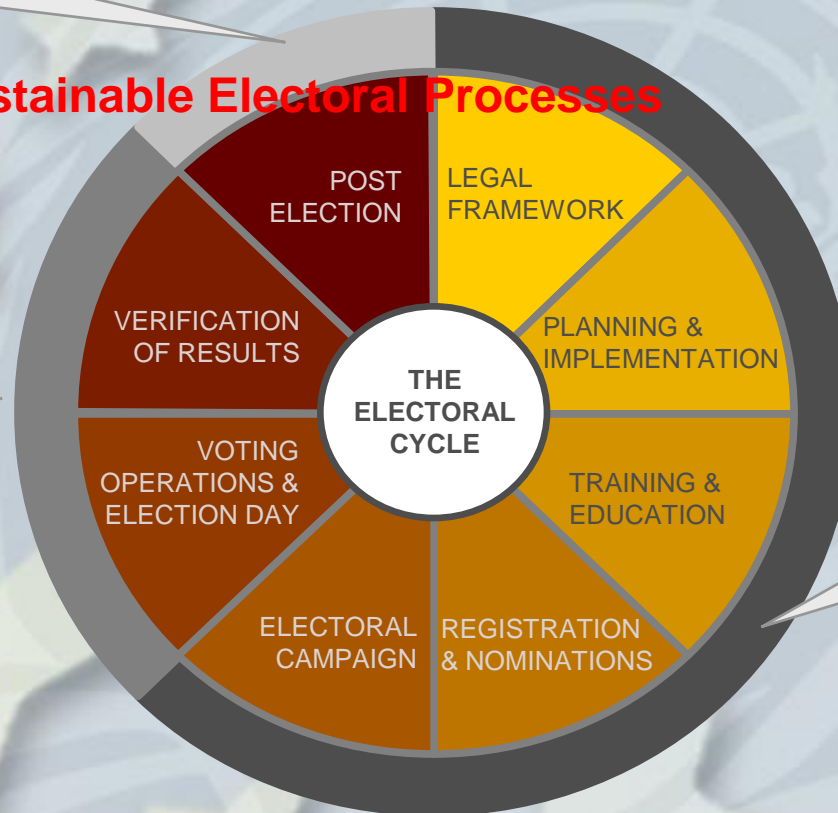 stainable Electoral Processes
POST
ELECTION
LEGAL
FRAMEWORK
PLANNING &
IMPLEMENTATION
TRAINING &
EDUCATION
REGISTRATION
& NOMINATIONS
ELECTORAL
CAMPAIGN
VOTING
OPERATIONS &
ELECTION DAY
VERIFICATION
OF RESULTS
THE
ELECTORAL
CYCLE